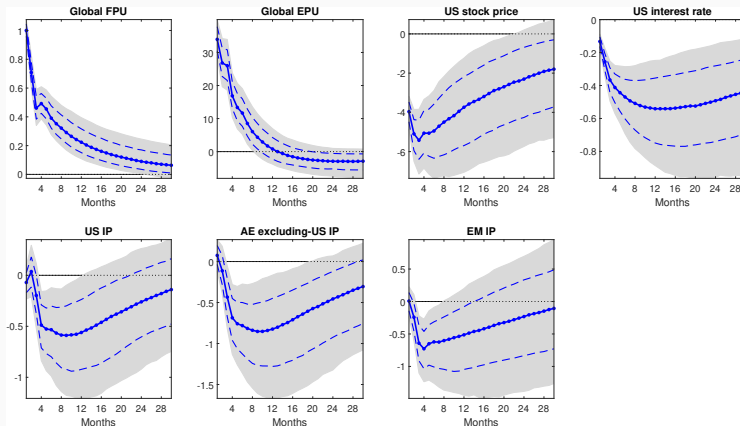 Global FPU
1
0.8
0.6
0.4
0.2
0
4 8 12 16 20 24 28
Months
Global EPU
30
20
10
0
4 8 12 16 20 24 28
Months
US stock price
0
-2
-4
-6
4 8 12 16 20 24 28
Months
US interest rate
0
-0.2
-0.4
-0.6
-0.8
4 8 12 16 20 24 28
Months
US IP
0
-0.5
-1
4 8 12 16 20 24 28
Months
AE excluding-US IP
0
-0.5
-1
-1.5
4 8 12 16 20 24 28
Months
EM IP
0.5
0
-0.5
-1
4 8 12 16 20 24 28
Months